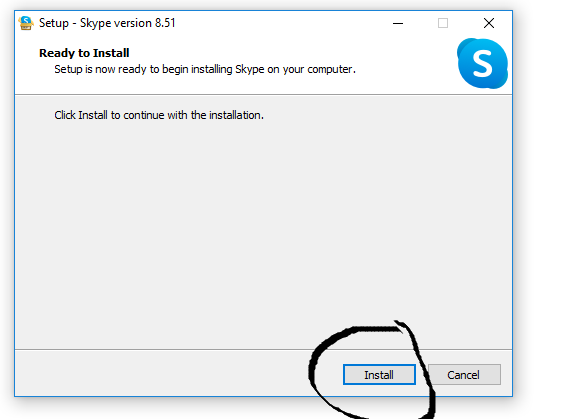 Setup - Skype version 8.51
Ready to Install
Setup is now ready to begin installing Skype on your computer.
S
Click Install to continue with the installation.
Install
Cancel